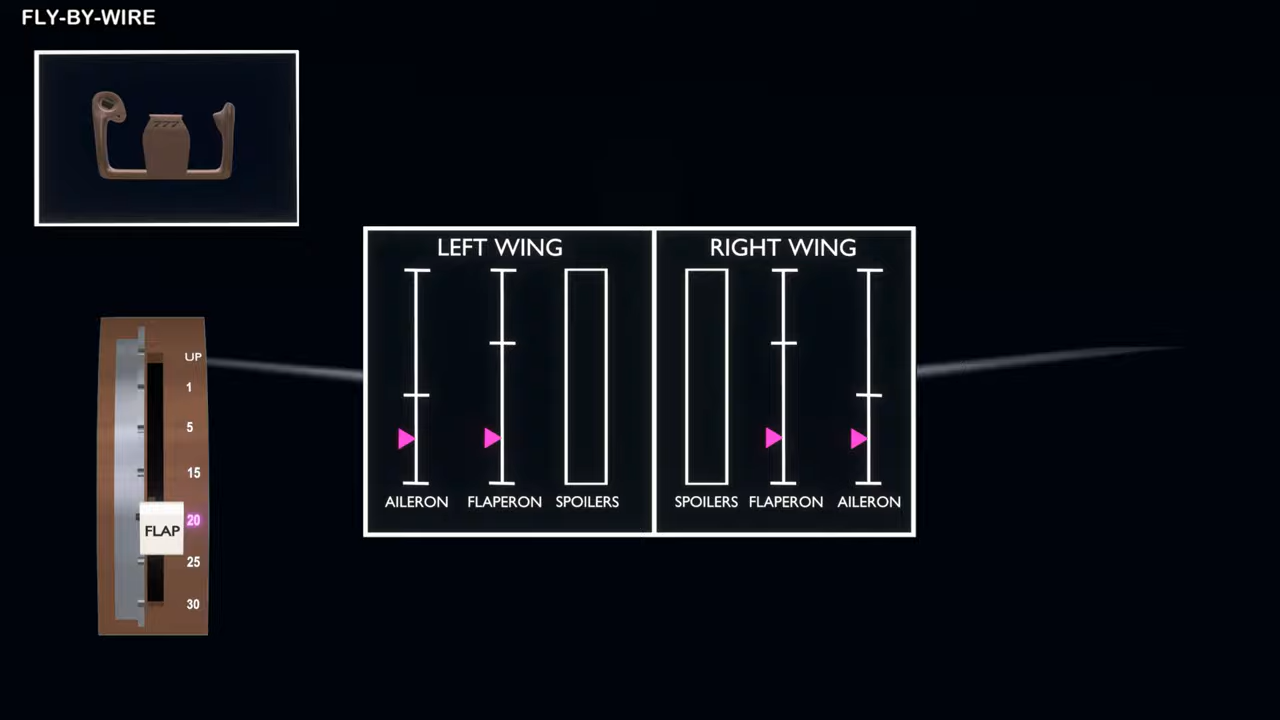 FLY-BY-WIRE
777
LEFT WING
RIGHT WING
AILERON
FLAPERON
SPOILERS
SPOILERS
FLAPERON
AILERON
UP
1
5
15
20
FLAP
25
30